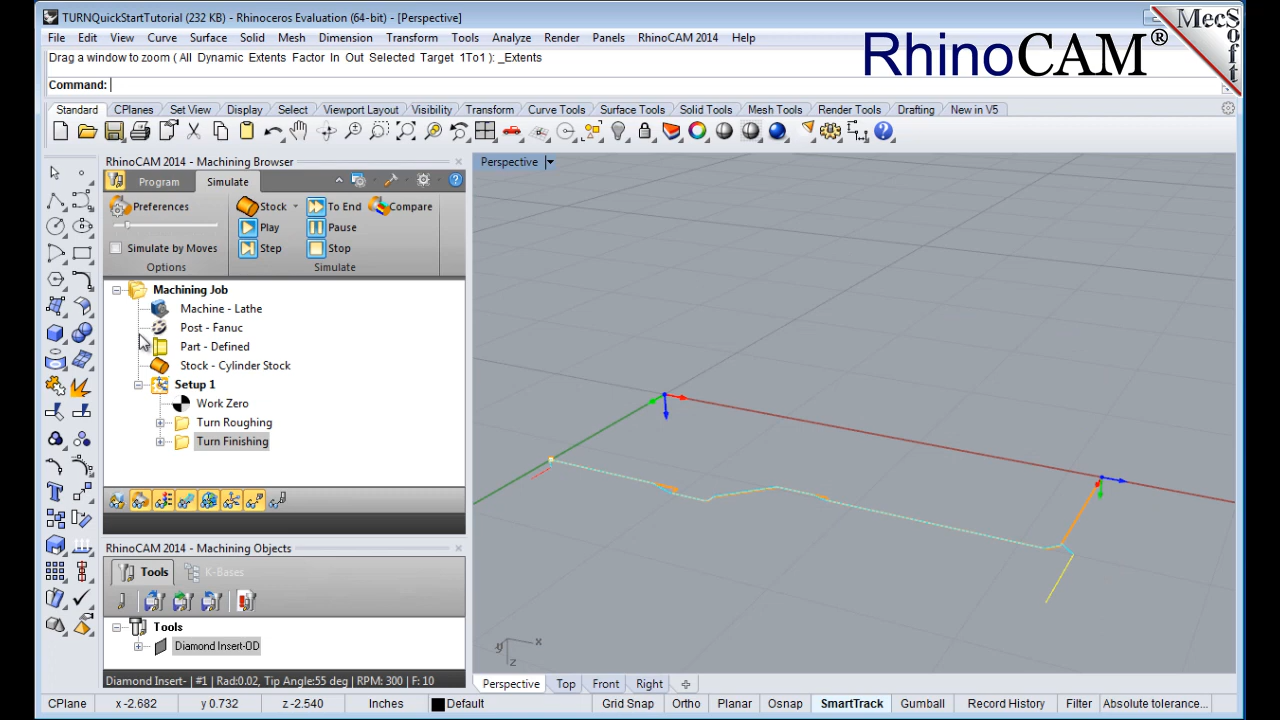 TURNQuickStartTutorial (232 KB) - Rhinoceros Evaluation (64-bit) - [Perspective]
File Edit View Curve Surface Solid Mesh Dimension Transform Tools Analyze Render Panels RhinoCAM 2014 Help
MecSoft
RhinoCAM®
Drag a window to zoom ( All Dynamic Extents Factor In Out Selected Target 1To1 ): _Extents
Command:
Standard CPlanes Set View Display Select Viewport Layout Visibility Transform Curve Tools Surface Tools Solid Tools Mesh Tools Render Tools Drafting New in V5
RhinoCAM 2014 - Machining Browser
Program Simulate
Preferences Stock To End Compare
Play Pause
Simulate by Moves Step Stop
Options Simulate
Machining Job
Machine - Lathe
Post - Fanuc
Part - Defined
Stock - Cylinder Stock
Setup 1
Work Zero
Turn Roughing
Turn Finishing
RhinoCAM 2014 - Machining Objects
Tools K-Bases
Tools
Diamond Insert-OD
Diamond Insert- | #1 | Rad:0.02, Tip Angle:55 deg | RPM: 300 | F: 10
Perspective
y x
z
Perspective Top Front Right
CPlane x -2.682 y 0.732 z -2.540 Inches Default Grid Snap Ortho Planar Osnap SmartTrack Gumball Record History Filter Absolute tolerance...